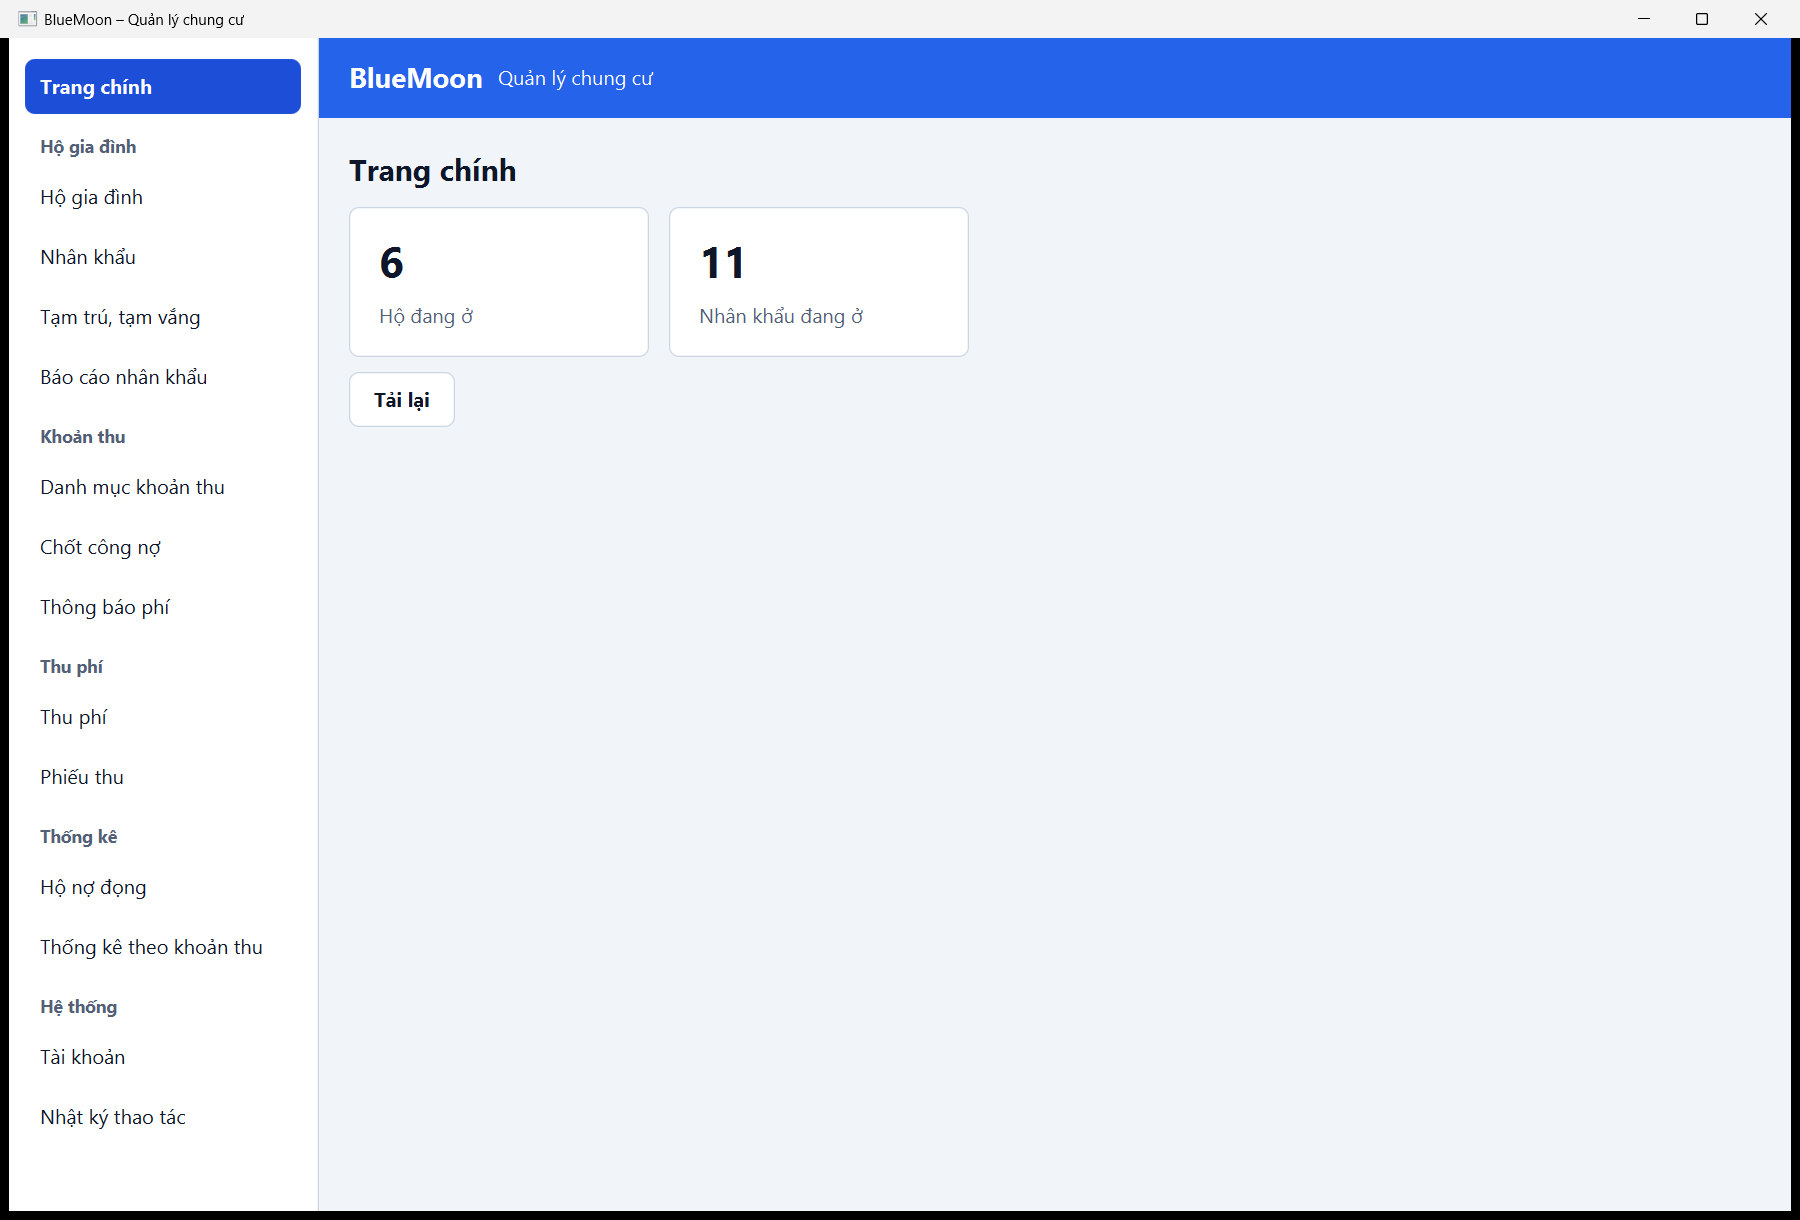 BlueMoon – Quản lý chung cư
Trang chính
Hộ gia đình
Hộ gia đình
Nhân khẩu
Tạm trú, tạm vắng
Báo cáo nhân khẩu
Khoản thu
Danh mục khoản thu
Chốt công nợ
Thông báo phí
Thu phí
Thu phí
Phiếu thu
Thống kê
Hộ nợ đọng
Thống kê theo khoản thu
Hệ thống
Tài khoản
Nhật ký thao tác
BlueMoon Quản lý chung cư
Trang chính
6
Hộ đang ở
11
Nhân khẩu đang ở
Tải lại